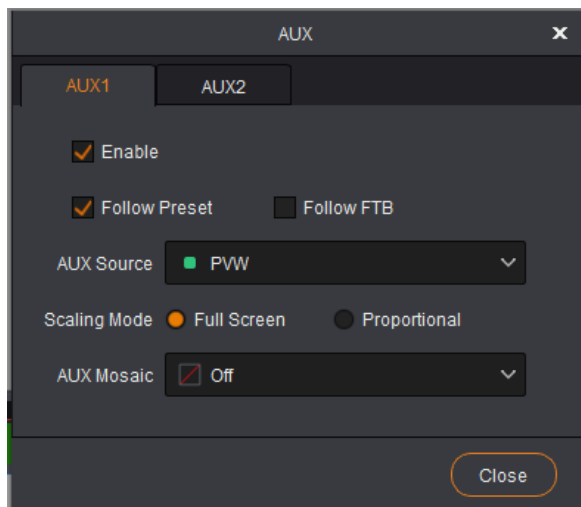 AUX
AUX1 AUX2
Enable
Follow Preset Follow FTB
AUX Source PVW
Scaling Mode Full Screen Proportional
AUX Mosaic Off
Close